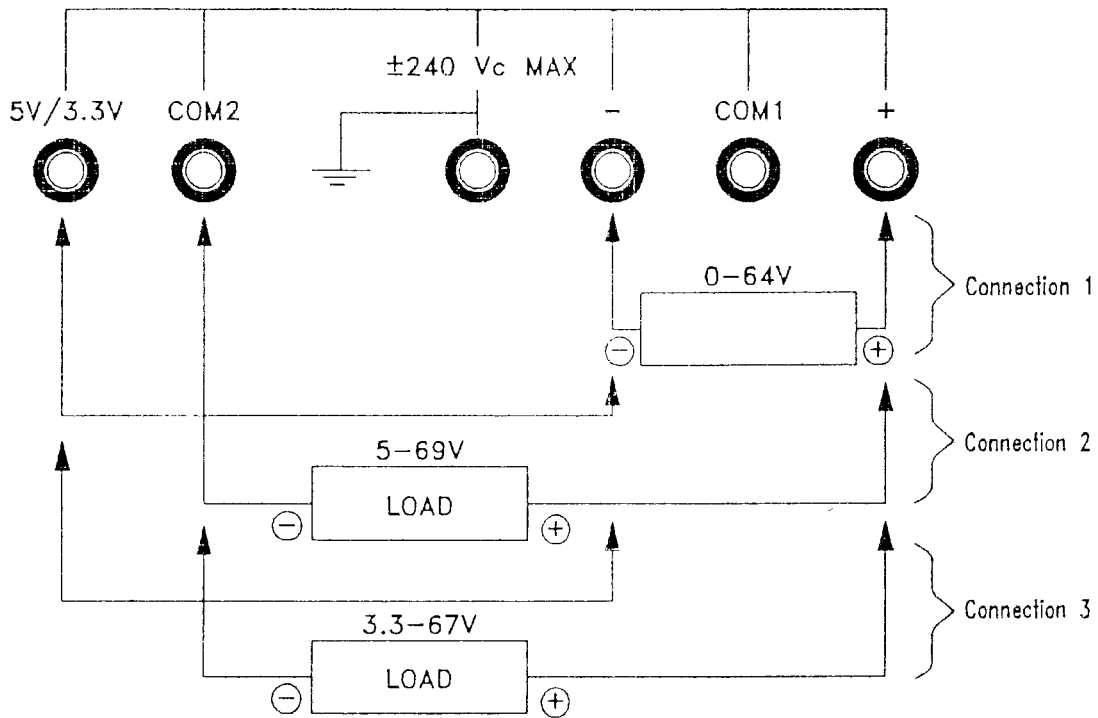 ±240 Vc MAX
5V/3.3V COM2 - COM1 +
0-64V
Connection 1
- +
Connection 2
5-69V
LOAD
- +
3.3-67V
Connection 3
LOAD
- +